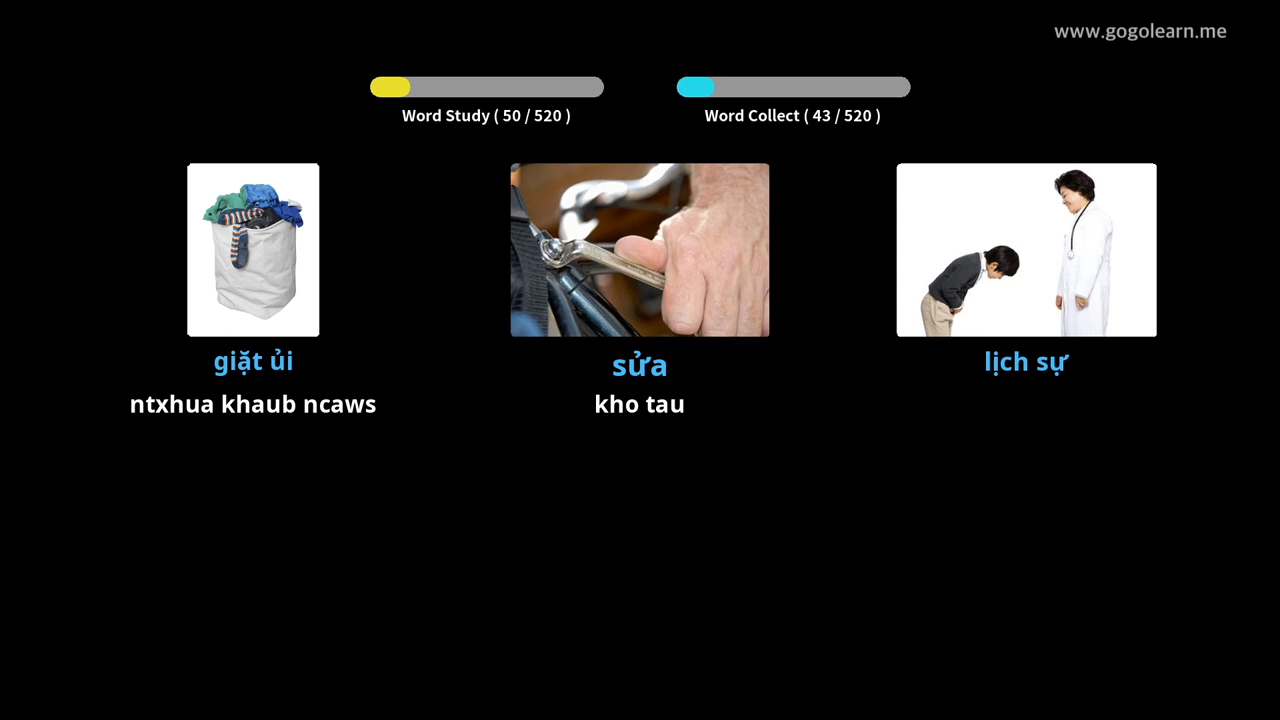 www.gogolearn.me
Word Study ( 50 / 520 )
Word Collect ( 43 / 520 )
giặt ủi
sửa
lịch sự
ntxhua khaub ncaws
kho tau